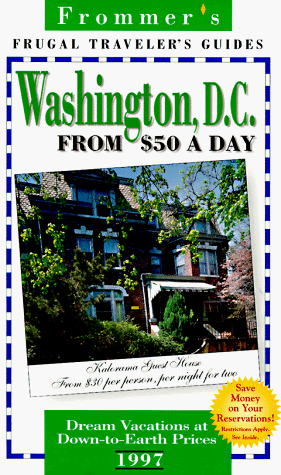 Frommer's
FRUGAL TRAVELER'S GUIDES
Washington, D.C.
FROM $50 A DAY
Kalorama Guest House
From $30 per person, per night for two
Save
Money
on Your
Reservations!
Restrictions Apply.
See Inside.
Dream Vacations at
Down-to-Earth Prices
1997